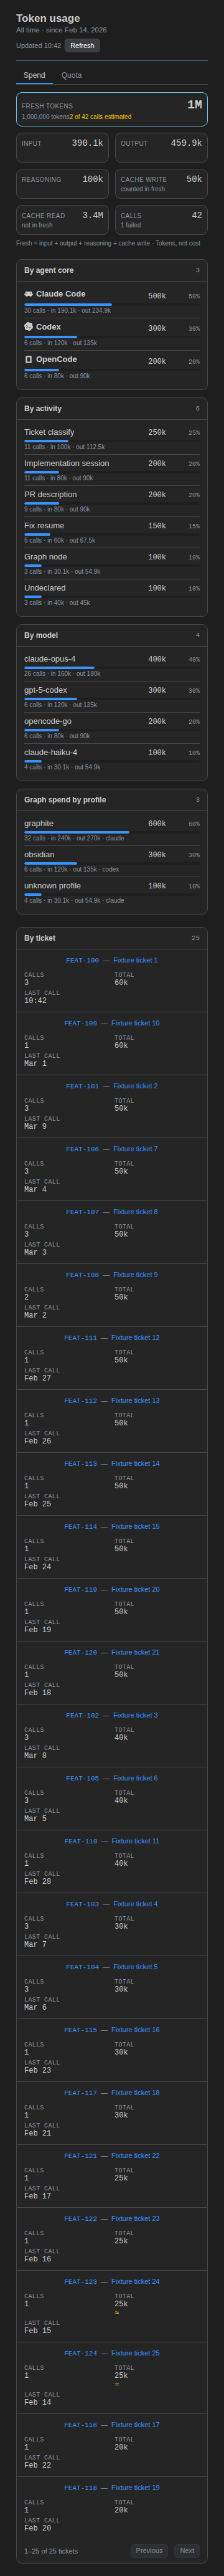 Token usage
All time · since Feb 14, 2026
Updated 10:42 Refresh
Spend Quota
FRESH TOKENS 1M
1,000,000 tokens 2 of 42 calls estimated
INPUT 390.1k OUTPUT 459.9k
REASONING 100k CACHE WRITE 50k
counted in fresh
CACHE READ 3.4M CALLS 42
not in fresh 1 failed
Fresh = input + output + reasoning + cache write · Tokens, not cost
By agent core 3
Claude Code 500k 50%
30 calls · in 190.1k · out 234.9k
Codex 300k 30%
6 calls · in 120k · out 135k
OpenCode 200k 20%
6 calls · in 80k · out 90k
By activity 6
Ticket classify 250k 25%
11 calls · in 100k · out 112.5k
Implementation session 200k 20%
11 calls · in 80k · out 90k
PR description 200k 20%
9 calls · in 80k · out 90k
Fix resume 150k 15%
5 calls · in 60k · out 67.5k
Graph node 100k 10%
3 calls · in 30.1k · out 54.9k
Undeclared 100k 10%
3 calls · in 40k · out 45k
By model 4
claude-opus-4 400k 40%
26 calls · in 160k · out 180k
gpt-5-codex 300k 30%
6 calls · in 120k · out 135k
opencode-go 200k 20%
6 calls · in 80k · out 90k
claude-haiku-4 100k 10%
4 calls · in 30.1k · out 54.9k
Graph spend by profile 3
graphite 600k 60%
32 calls · in 240k · out 270k · claude
obsidian 300k 30%
6 calls · in 120k · out 135k · codex
unknown profile 100k 10%
4 calls · in 30.1k · out 54.9k · claude
By ticket 25
FEAT-100 — Fixture ticket 1
CALLS TOTAL
3 60k
LAST CALL
10:42
FEAT-109 — Fixture ticket 10
CALLS TOTAL
1 60k
LAST CALL
Mar 1
FEAT-101 — Fixture ticket 2
CALLS TOTAL
3 50k
LAST CALL
Mar 9
FEAT-106 — Fixture ticket 7
CALLS TOTAL
3 50k
LAST CALL
Mar 4
FEAT-107 — Fixture ticket 8
CALLS TOTAL
3 50k
LAST CALL
Mar 3
FEAT-108 — Fixture ticket 9
CALLS TOTAL
2 50k
LAST CALL
Mar 2
FEAT-111 — Fixture ticket 12
CALLS TOTAL
1 50k
LAST CALL
Feb 27
FEAT-112 — Fixture ticket 13
CALLS TOTAL
1 50k
LAST CALL
Feb 26
FEAT-113 — Fixture ticket 14
CALLS TOTAL
1 50k
LAST CALL
Feb 25
FEAT-114 — Fixture ticket 15
CALLS TOTAL
1 50k
LAST CALL
Feb 24
FEAT-119 — Fixture ticket 20
CALLS TOTAL
1 50k
LAST CALL
Feb 19
FEAT-120 — Fixture ticket 21
CALLS TOTAL
1 50k
LAST CALL
Feb 18
FEAT-102 — Fixture ticket 3
CALLS TOTAL
3 40k
LAST CALL
Mar 8
FEAT-105 — Fixture ticket 6
CALLS TOTAL
3 40k
LAST CALL
Mar 5
FEAT-110 — Fixture ticket 11
CALLS TOTAL
1 40k
LAST CALL
Feb 28
FEAT-103 — Fixture ticket 4
CALLS TOTAL
3 30k
LAST CALL
Mar 7
FEAT-104 — Fixture ticket 5
CALLS TOTAL
3 30k
LAST CALL
Mar 6
FEAT-115 — Fixture ticket 16
CALLS TOTAL
1 30k
LAST CALL
Feb 23
FEAT-117 — Fixture ticket 18
CALLS TOTAL
1 30k
LAST CALL
Feb 21
FEAT-121 — Fixture ticket 22
CALLS TOTAL
1 25k
LAST CALL
Feb 17
FEAT-122 — Fixture ticket 23
CALLS TOTAL
1 25k
LAST CALL
Feb 16
FEAT-123 — Fixture ticket 24
CALLS TOTAL
1 25k
≈
LAST CALL
Feb 15
FEAT-124 — Fixture ticket 25
CALLS TOTAL
1 25k
≈
LAST CALL
Feb 14
FEAT-116 — Fixture ticket 17
CALLS TOTAL
1 20k
LAST CALL
Feb 22
FEAT-118 — Fixture ticket 19
CALLS TOTAL
1 20k
LAST CALL
Feb 20
1–25 of 25 tickets Previous Next